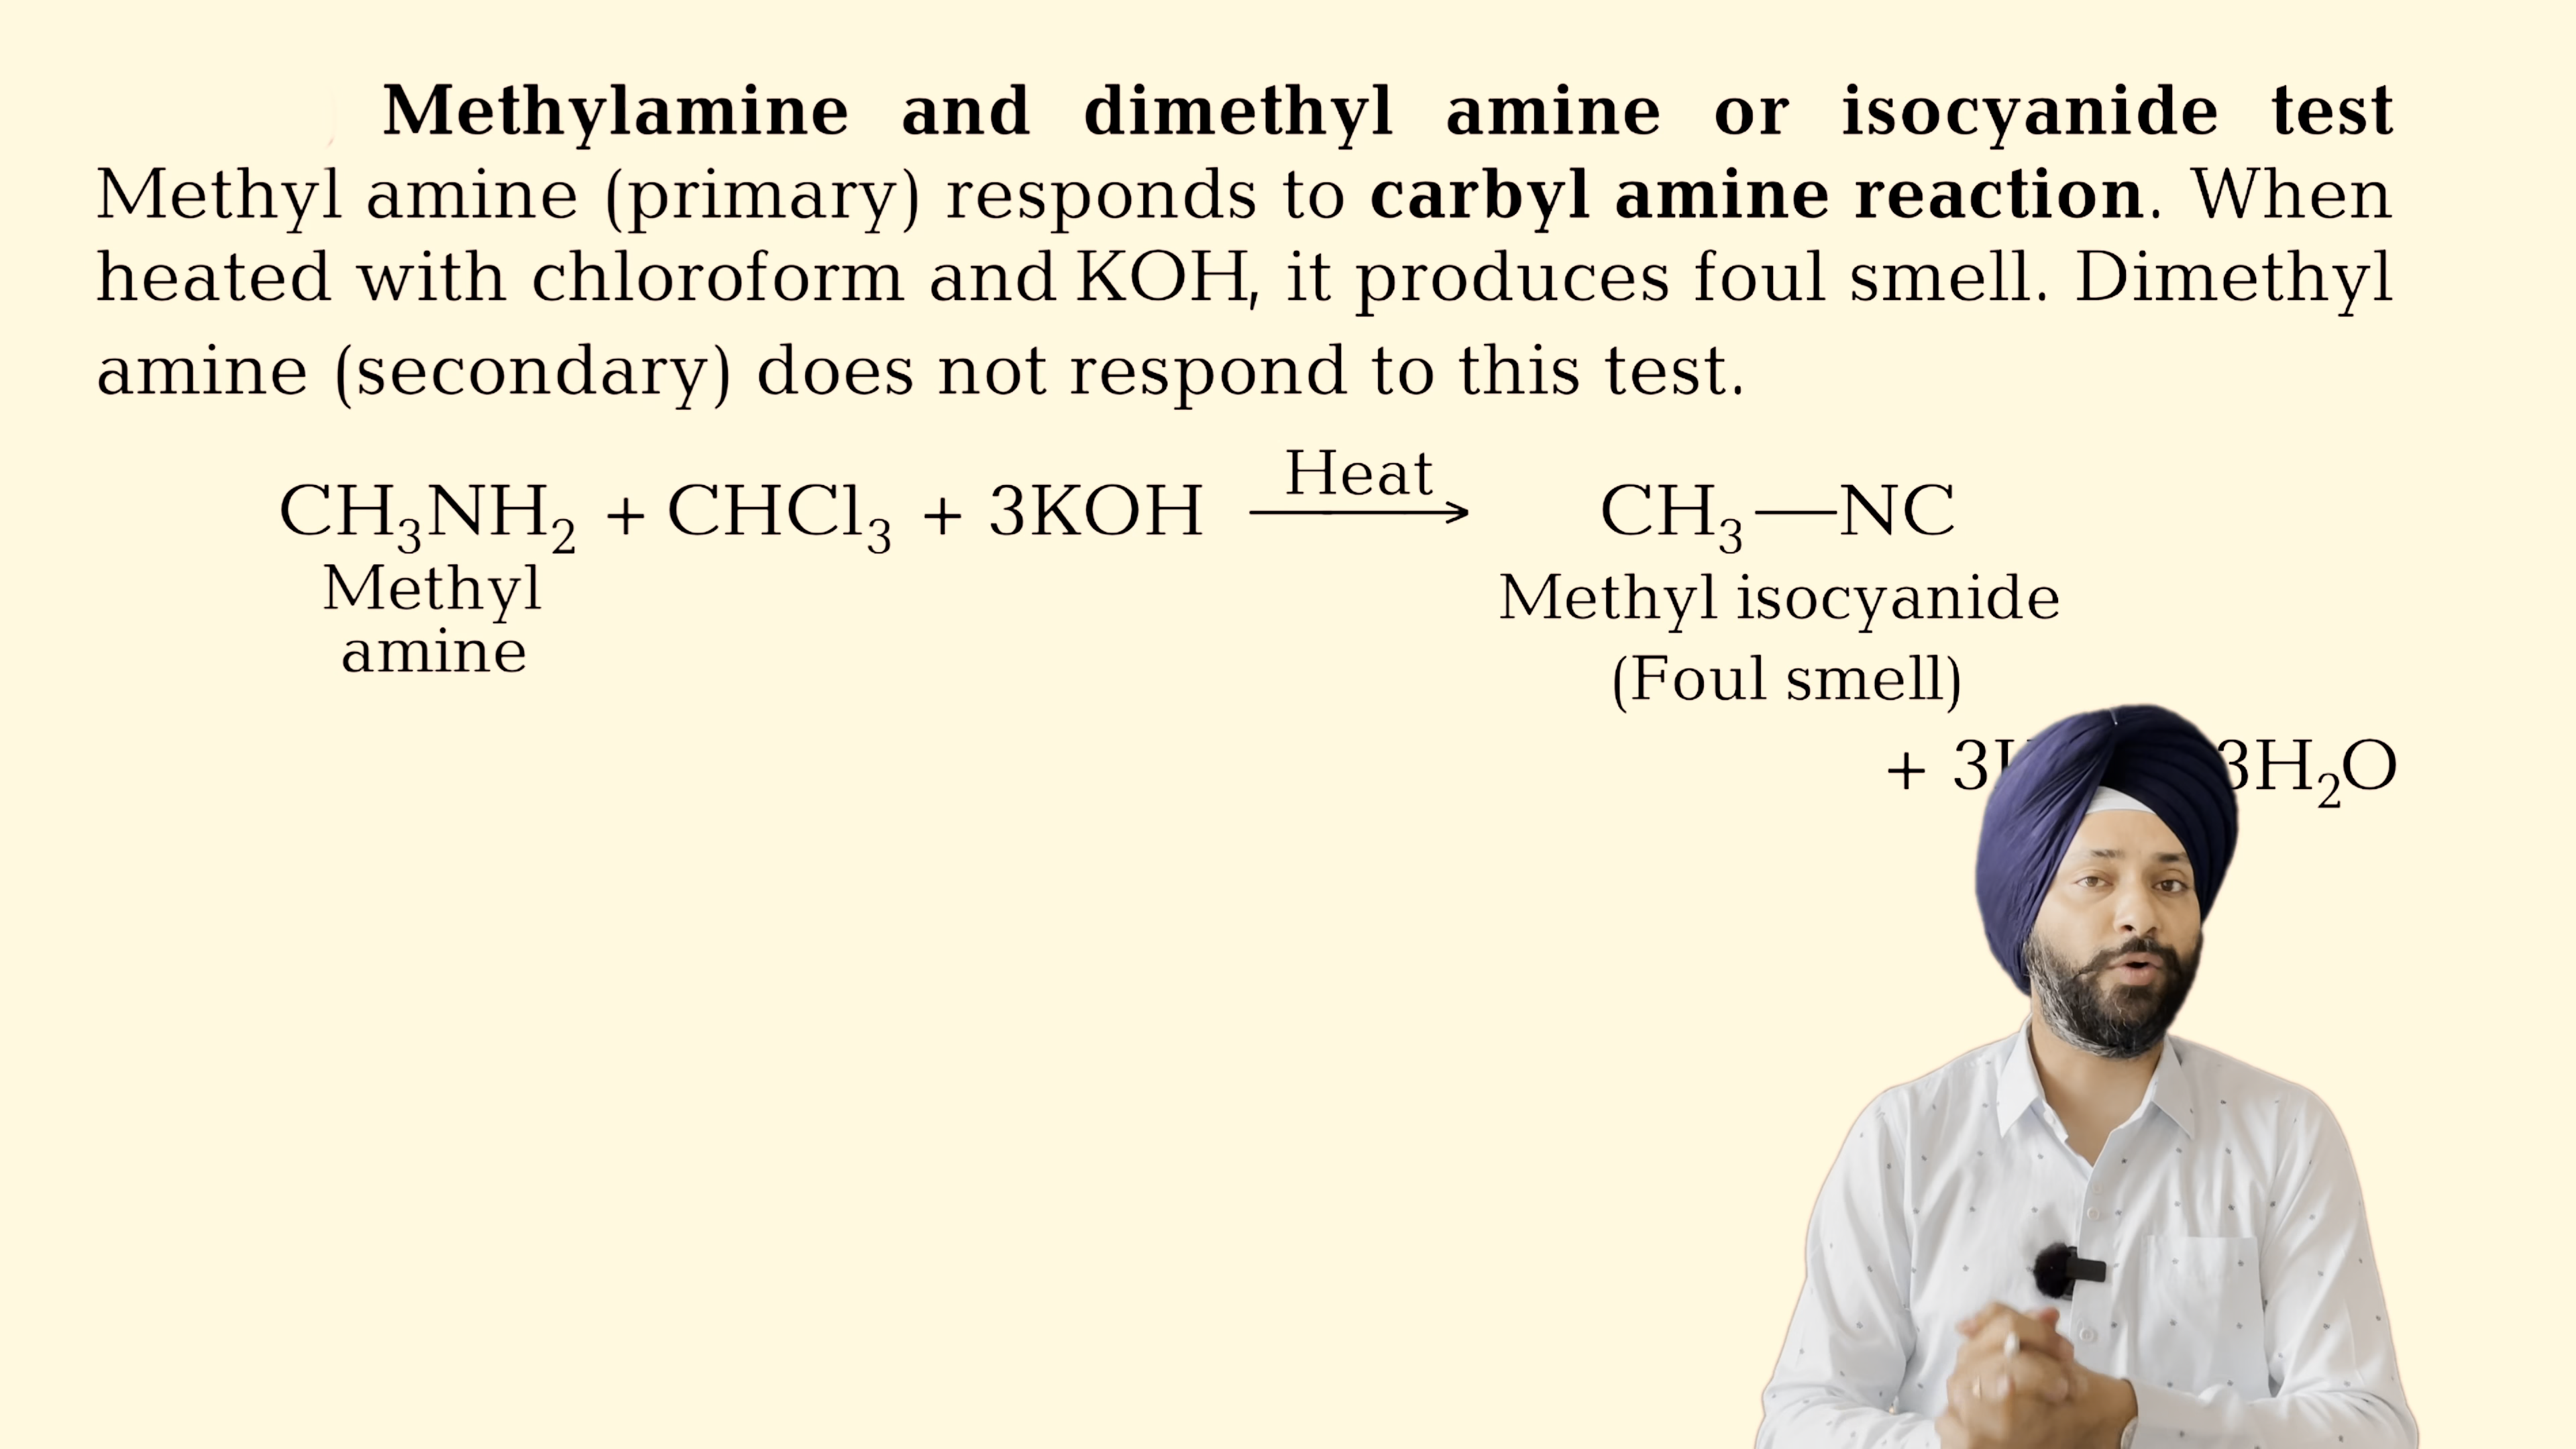 Methylamine and dimethyl amine or isocyanide test
Methyl amine (primary) responds to carbyl amine reaction. When
heated with chloroform and KOH, it produces foul smell. Dimethyl
amine (secondary) does not respond to this test.
Heat
CH₃NH₂ + CHCl₃ + 3KOH ⟶ CH₃—NC
Methyl
amine
Methyl isocyanide
(Foul smell)
+ 3 3H₂O